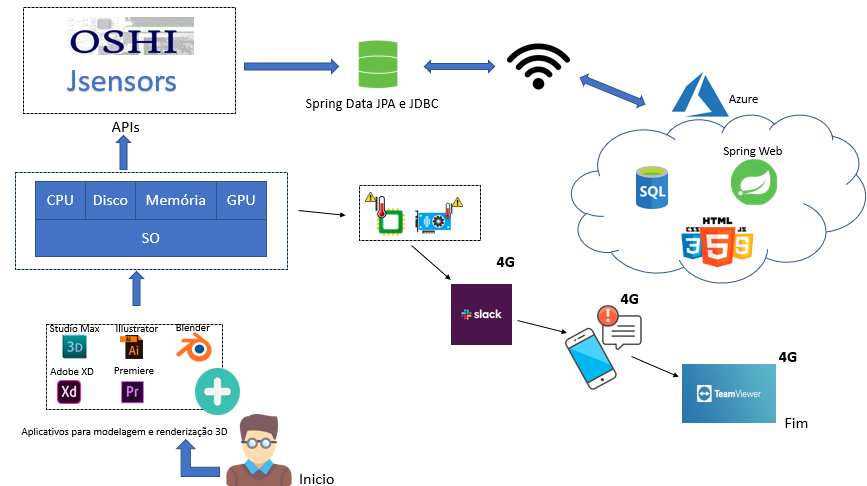 OSHI
Jsensors
APIs
Spring Data JPA e JDBC
Azure
Spring Web
SQL
HTML
CSS
JS
3
5
CPU
Disco
Memória
GPU
SO
4G
slack
4G
4G
TeamViewer
Fim
Studio Max
Illustrator
Blender
3D
Ai
Adobe XD
Premiere
Xd
Pr
Aplicativos para modelagem e renderização 3D
Inicio